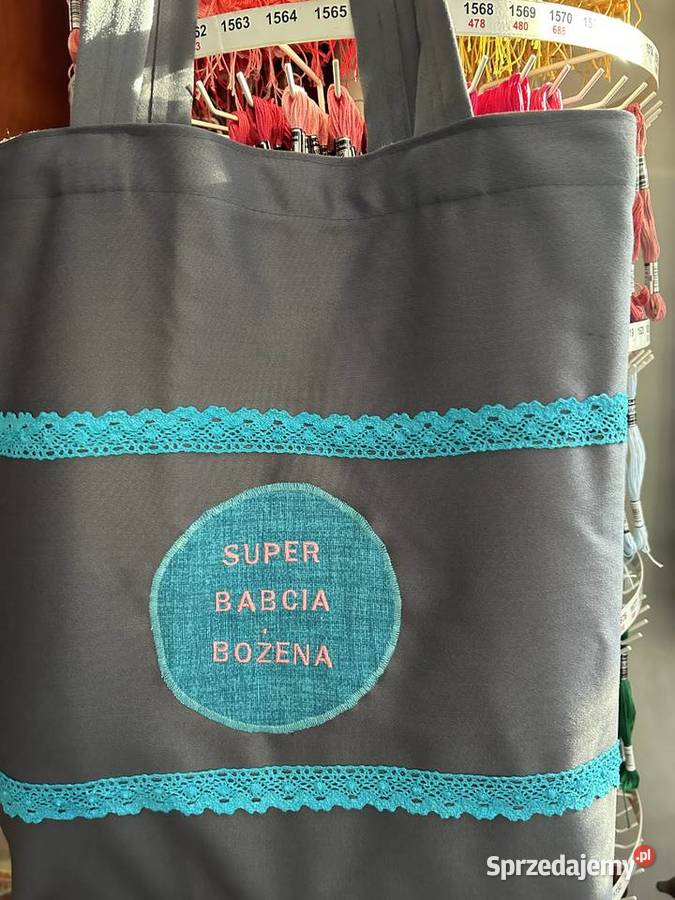 1563 1564 1565
1568 1569 1570
478 480 688
SUPER
BABCIA
BOŻENA
Sprzedajemy.pl